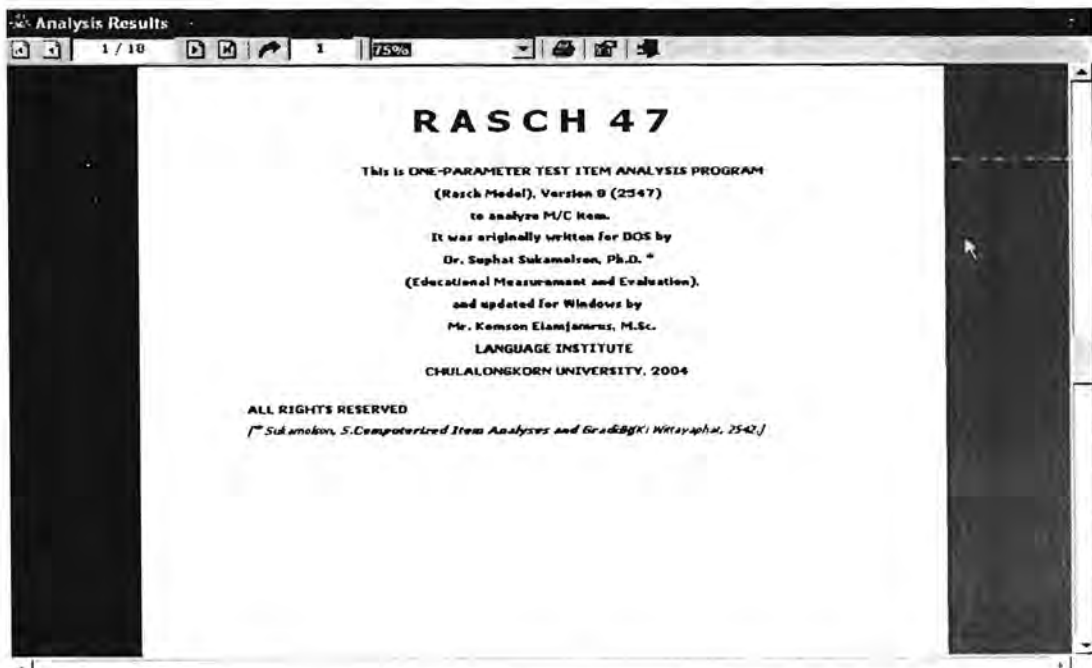 Analysis Results
1 / 18 1 75%
RASCH 47
This is ONE-PARAMETER TEST ITEM ANALYSIS PROGRAM
(Rasch Model), Version 8 (2547)
to analyze M/C Item.
It was originally written for DOS by
Dr. Suphat Sukamolson, Ph.D. *
(Educational Measurement and Evaluation),
and updated for Windows by
Mr. Komson Eiamjamrus, M.Sc.
LANGUAGE INSTITUTE
CHULALONGKORN UNIVERSITY, 2004
ALL RIGHTS RESERVED
[* Sukamolson, S. Computerized Item Analyses and Wittayaphat, 2542.]